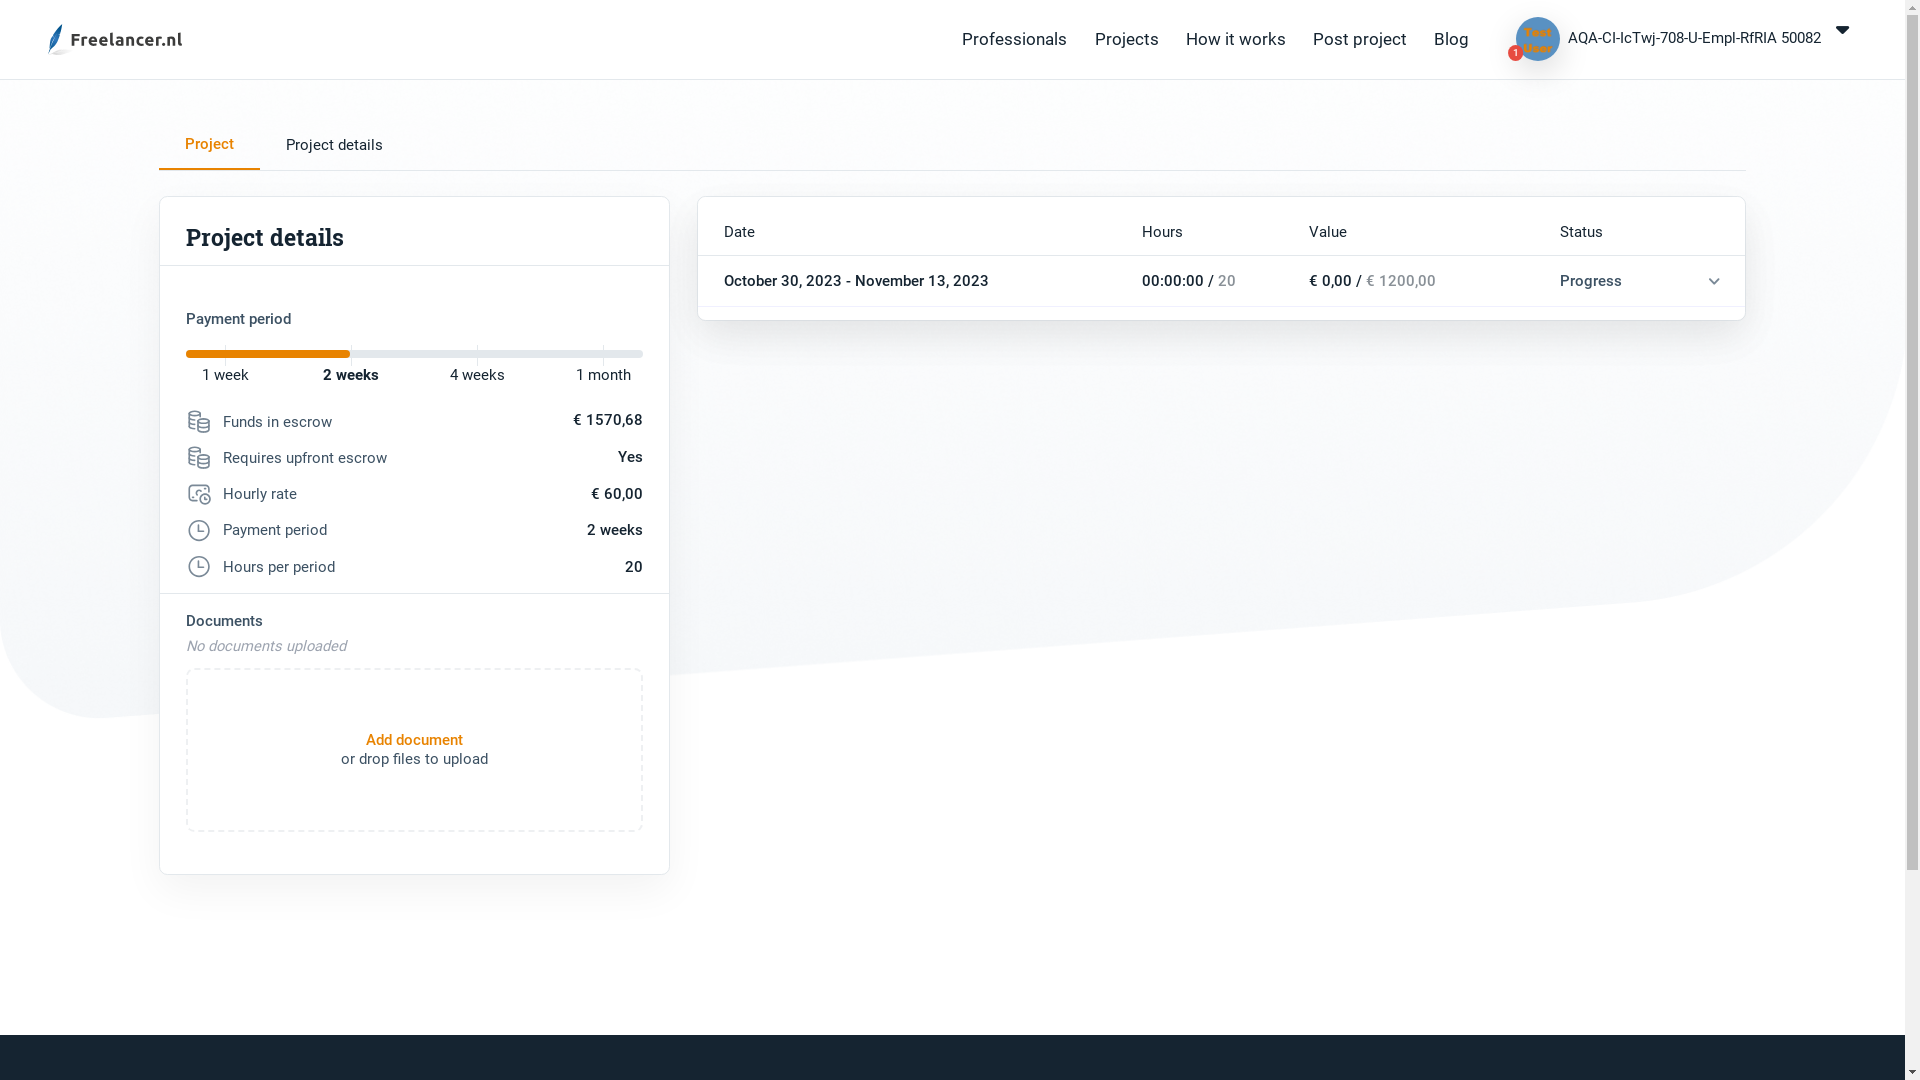 Freelancer.nl
Professionals
Projects
How it works
Post project
Blog
Test
User
1
AQA-CI-IcTwj-708-U-Empl-RfRIA 50082
Project
Project details
Project details
Payment period
1 week
2 weeks
4 weeks
1 month
Funds in escrow
€ 1570,68
Requires upfront escrow
Yes
Hourly rate
€ 60,00
Payment period
2 weeks
Hours per period
20
Documents
No documents uploaded
Add document
or drop files to upload
Date Hours Value Status
October 30, 2023 - November 13, 2023 00:00:00 / 20 € 0,00 / € 1200,00 Progress